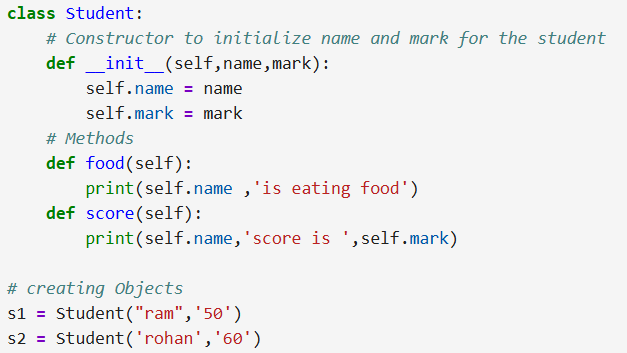 class Student:
    # Constructor to initialize name and mark for the student
    def __init__(self,name,mark):
        self.name = name
        self.mark = mark
    # Methods
    def food(self):
        print(self.name ,'is eating food')
    def score(self):
        print(self.name,'score is ',self.mark)

# creating Objects
s1 = Student("ram",'50')
s2 = Student('rohan','60')